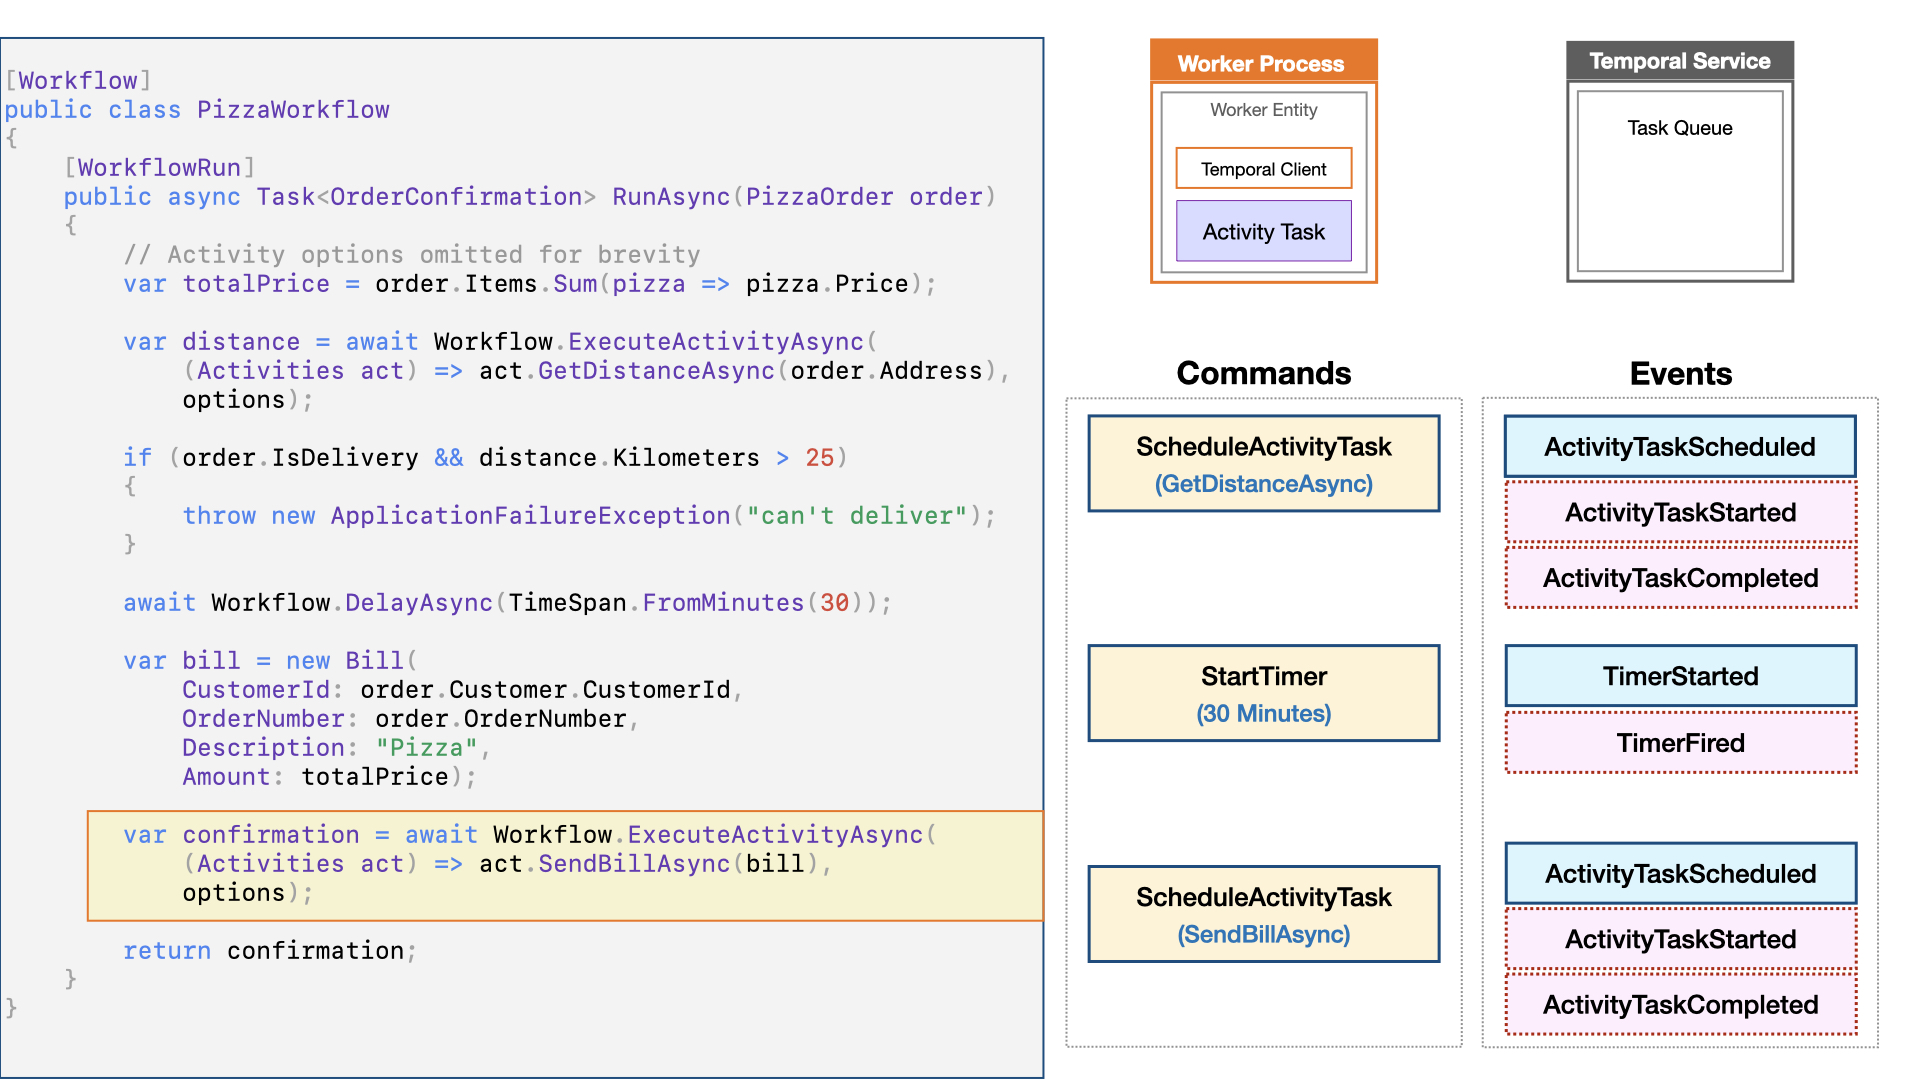 [Workflow]
public class PizzaWorkflow
{
    [WorkflowRun]
    public async Task<OrderConfirmation> RunAsync(PizzaOrder order)
    {
        // Activity options omitted for brevity
        var totalPrice = order.Items.Sum(pizza => pizza.Price);

        var distance = await Workflow.ExecuteActivityAsync(
            (Activities act) => act.GetDistanceAsync(order.Address),
            options);

        if (order.IsDelivery && distance.Kilometers > 25)
        {
            throw new ApplicationFailureException("can't deliver");
        }

        await Workflow.DelayAsync(TimeSpan.FromMinutes(30));

        var bill = new Bill(
            CustomerId: order.Customer.CustomerId,
            OrderNumber: order.OrderNumber,
            Description: "Pizza",
            Amount: totalPrice);

        var confirmation = await Workflow.ExecuteActivityAsync(
            (Activities act) => act.SendBillAsync(bill),
            options);

        return confirmation;
    }
}
Worker Process
Worker Entity
Temporal Client
Activity Task
Temporal Service
Task Queue
Commands
ScheduleActivityTask
(GetDistanceAsync)
StartTimer
(30 Minutes)
ScheduleActivityTask
(SendBillAsync)
Events
ActivityTaskScheduled
ActivityTaskStarted
ActivityTaskCompleted
TimerStarted
TimerFired
ActivityTaskScheduled
ActivityTaskStarted
ActivityTaskCompleted